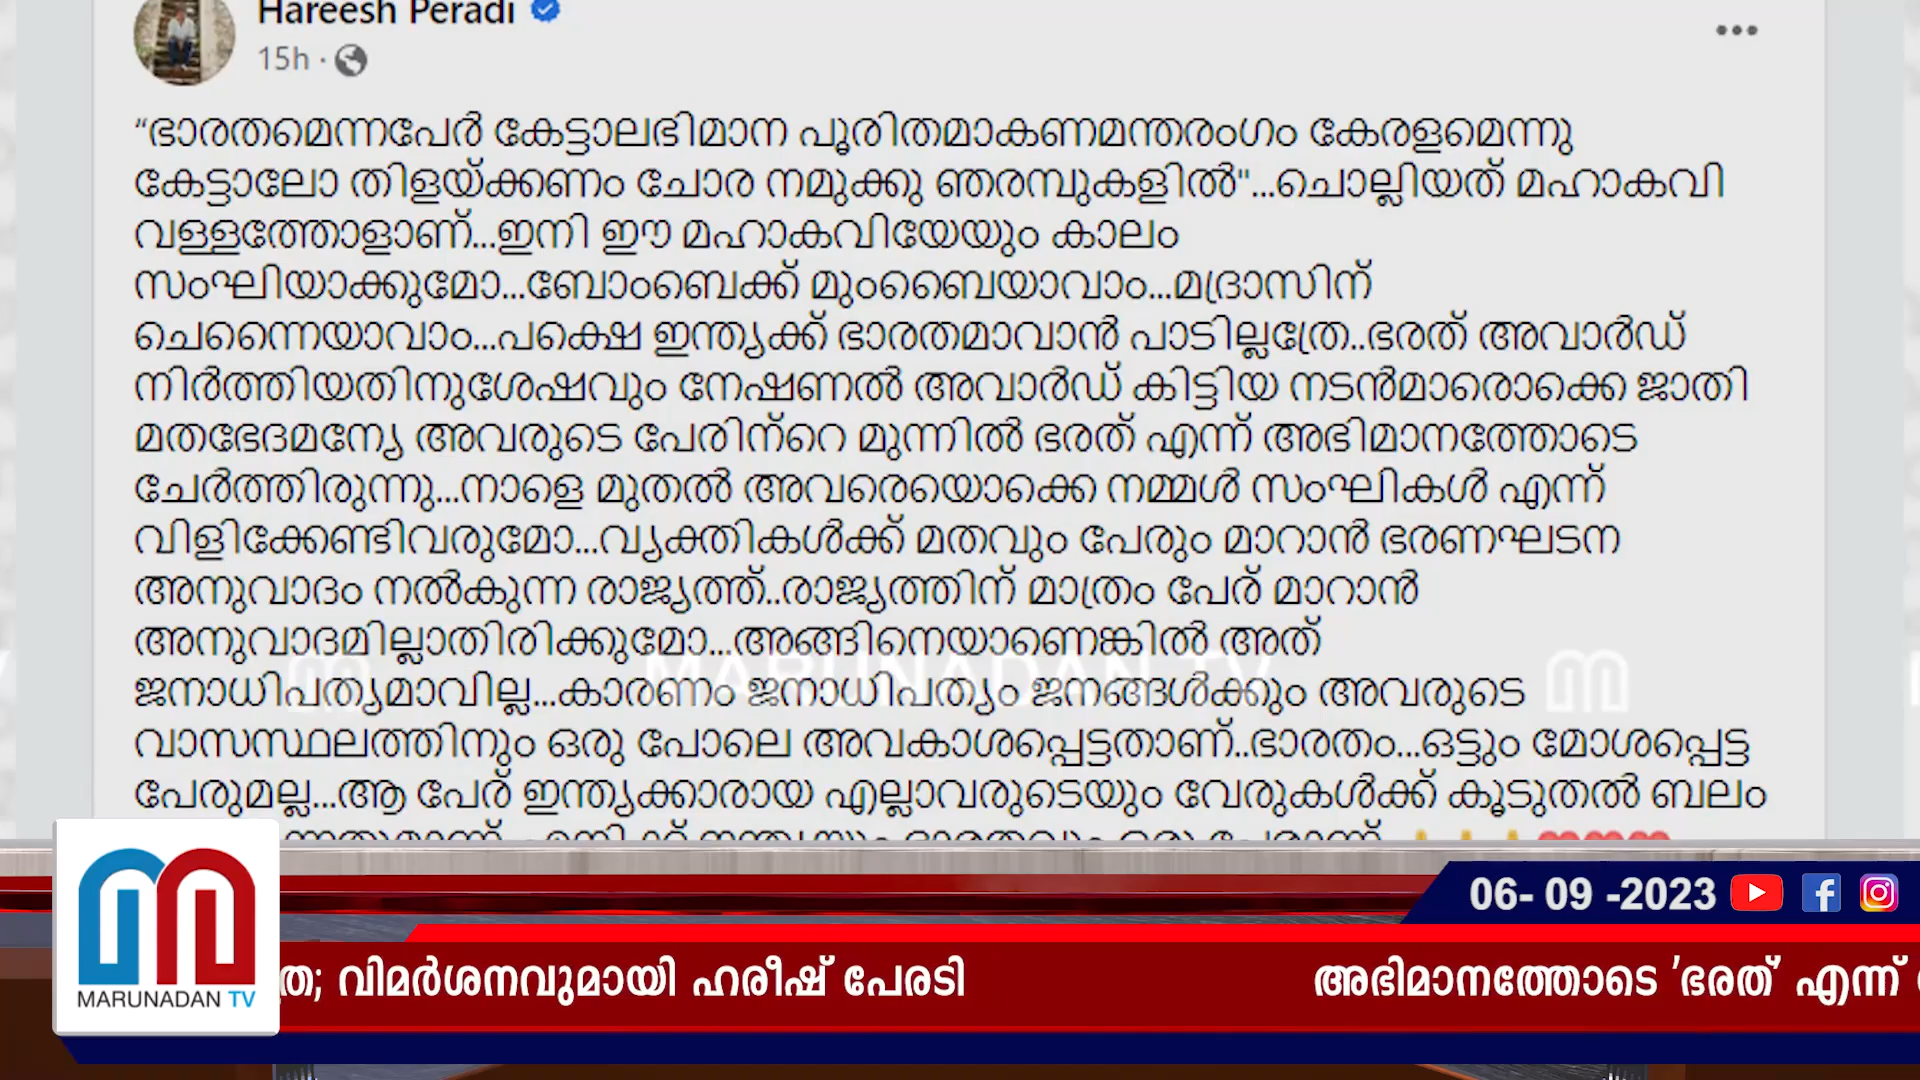 Hareesh Peradi
15h ·
“ഭാരതമെന്നപേർ കേട്ടാലഭിമാന പൂരിതമാകണമന്തരംഗം കേരളമെന്നു
കേട്ടാലോ തിളയ്ക്കണം ചോര നമുക്കു ഞരമ്പുകളിൽ"...ചൊല്ലിയത് മഹാകവി
വള്ളത്തോളാണ്...ഇനി ഈ മഹാകവിയേയും കാലം
സംഘിയാക്കുമോ...ബോംബെക്ക് മുംബൈയാവാം...മദ്രാസിന്
ചെന്നൈയാവാം...പക്ഷെ ഇന്ത്യക്ക് ഭാരതമാവാൻ പാടില്ലത്രേ..ഭരത് അവാർഡ്
നിർത്തിയതിനുശേഷവും നേഷണൽ അവാർഡ് കിട്ടിയ നടൻമാരൊക്കെ ജാതി
മതഭേദമന്യേ അവരുടെ പേരിന്റെ മുന്നിൽ ഭരത് എന്ന് അഭിമാനത്തോടെ
ചേർത്തിരുന്നു...നാളെ മുതൽ അവരെയൊക്കെ നമ്മൾ സംഘികൾ എന്ന്
വിളിക്കേണ്ടിവരുമോ...വ്യക്തികൾക്ക് മതവും പേരും മാറാൻ ഭരണഘടന
അനുവാദം നൽകുന്ന രാജ്യത്ത്..രാജ്യത്തിന് മാത്രം പേര് മാറാൻ
അനുവാദമില്ലാതിരിക്കുമോ...അങ്ങിനെയാണെങ്കിൽ അത്
ജനാധിപത്യമാവില്ല...കാരണം ജനാധിപത്യം ജനങ്ങൾക്കും അവരുടെ
വാസസ്ഥലത്തിനും ഒരു പോലെ അവകാശപ്പെട്ടതാണ്..ഭാരതം...ഒട്ടും മോശപ്പെട്ട
പേരുമല്ല...ആ പേര് ഇന്ത്യക്കാരായ എല്ലാവരുടെയും വേരുകൾക്ക് കൂടുതൽ ബലം
MARUNADAN TV
06- 09 -2023
ത്ര; വിമർശനവുമായി ഹരീഷ് പേരടി അഭിമാനത്തോടെ 'ഭരത്' എന്ന്
MARUNADAN TV